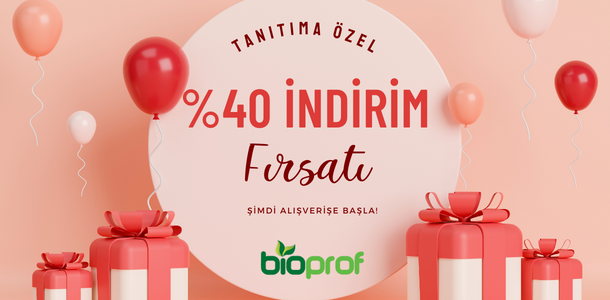 TANITIMA ÖZEL
%40 İNDİRİM
Fırsatı
ŞİMDİ ALIŞVERİŞE BAŞLA!
bioprof